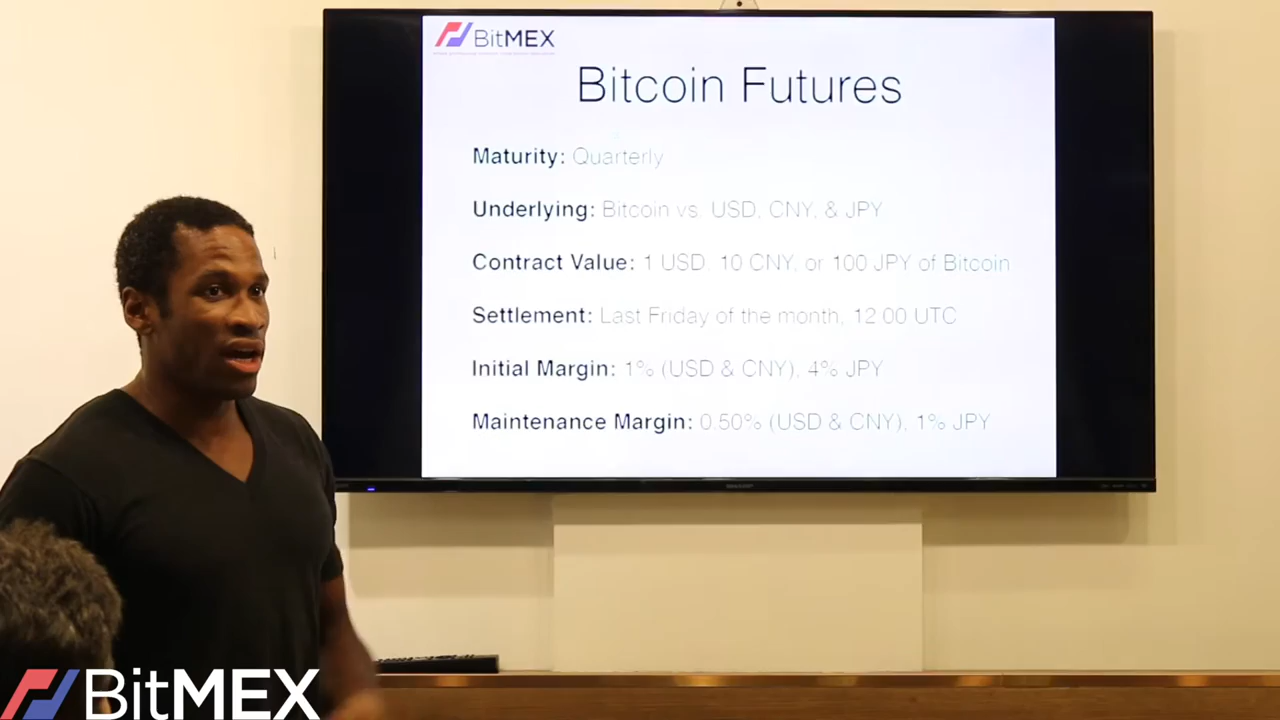 BitMEX
Bitcoin Futures
Maturity: Quarterly
Underlying: Bitcoin vs. USD, CNY, & JPY
Contract Value: 1 USD, 10 CNY, or 100 JPY of Bitcoin
Settlement: Last Friday of the month, 12:00 UTC
Initial Margin: 1% (USD & CNY), 4% JPY
Maintenance Margin: 0.50% (USD & CNY), 1% JPY
SHARP
BitMEX